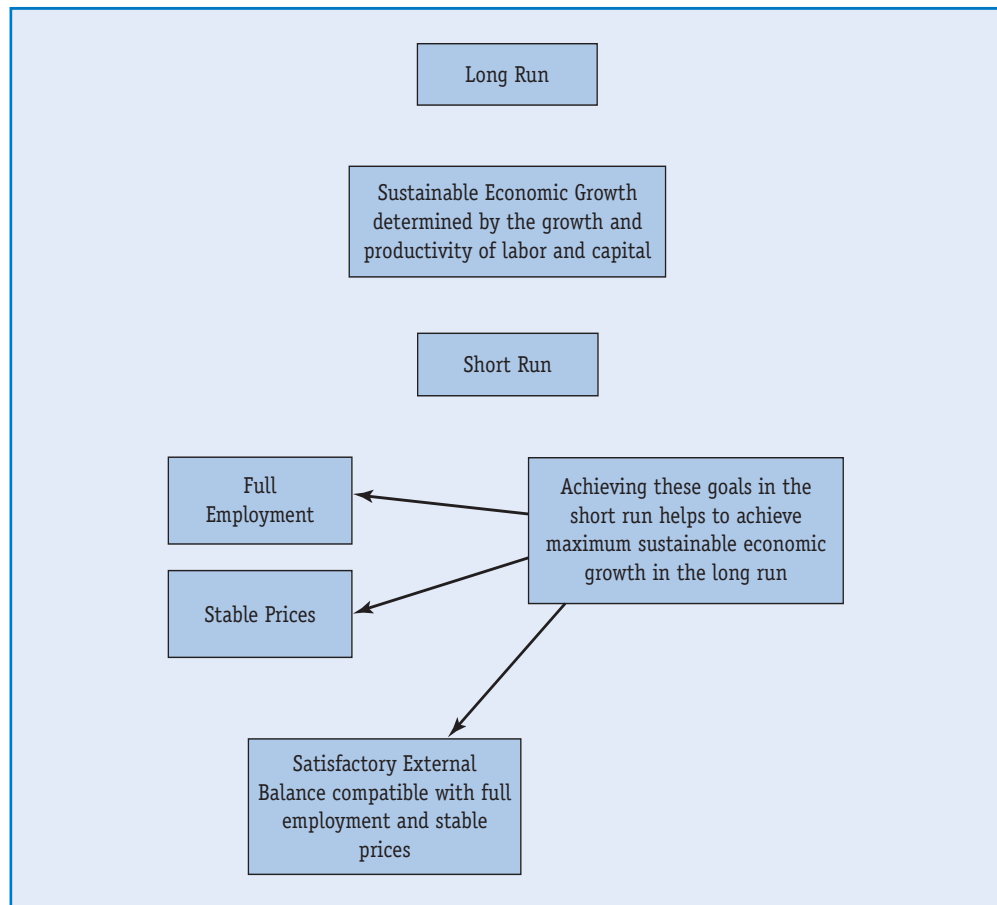 Long Run
Sustainable Economic Growth
determined by the growth and
productivity of labor and capital
Short Run
Full
Employment
Achieving these goals in the
short run helps to achieve
maximum sustainable economic
growth in the long run
Stable Prices
Satisfactory External
Balance compatible with full
employment and stable
prices